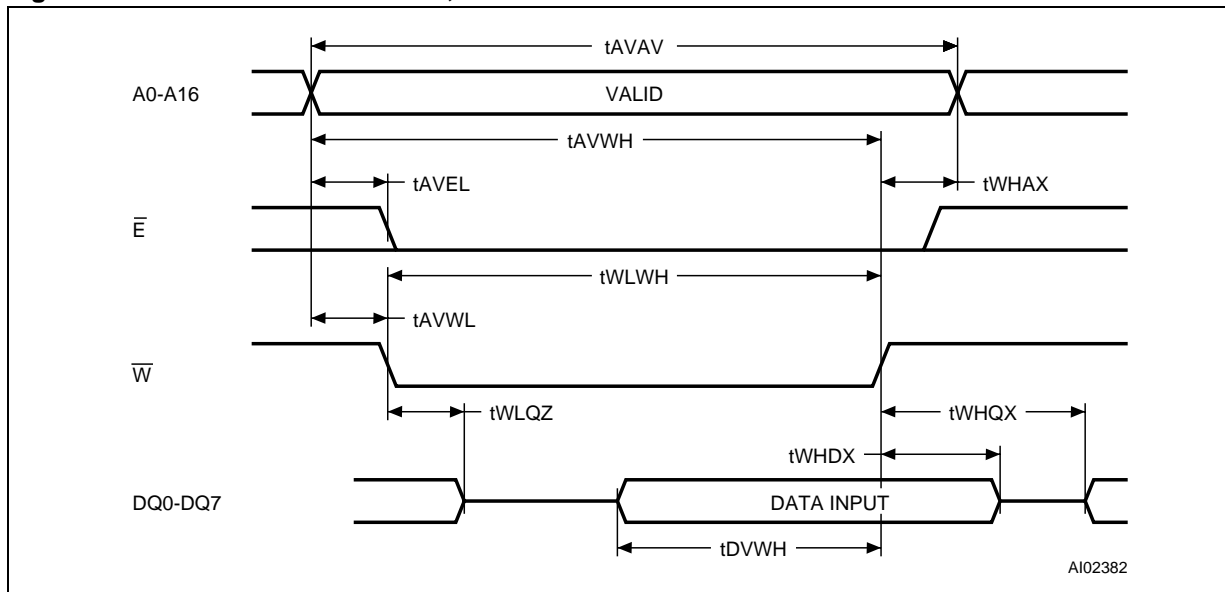 tAVAV
A0-A16
VALID
tAVWH
tAVEL
tWHAX
E̅
tWLWH
tAVWL
W̅
tWLQZ
tWHQX
tWHDX
DQ0-DQ7
DATA INPUT
tDVWH
AI02382